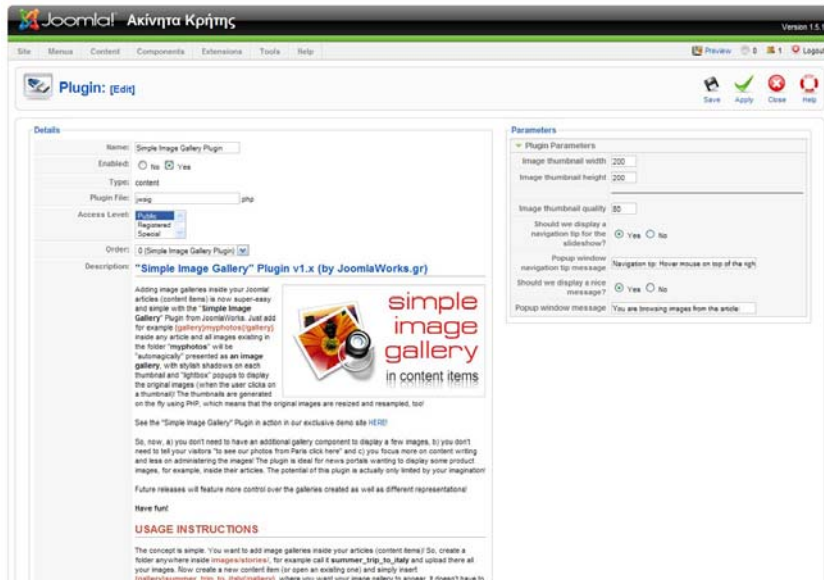 Joomla! Ακίνητα Κρήτης
Version 1.5.1
Site Menus Content Components Extensions Tools Help
Preview 0 1 Logout
Plugin: [Edit]
Save Apply Close Help
Details
Name: Simple Image Gallery Plugin
Enabled: No Yes
Type: content
Plugin File: jwsig .php
Access Level: Public
Registered
Special
Order: 0 (Simple Image Gallery Plugin)
Description: "Simple Image Gallery" Plugin v1.x (by JoomlaWorks.gr)
Adding image galleries inside your Joomla!
articles (content items) is now super-easy
and simple with the "Simple Image
Gallery" Plugin from JoomlaWorks. Just add
for example {gallery}myphotos{/gallery}
inside any article and all images existing in
the folder "myphotos" will be
"automagically" presented as an image
gallery, with stylish shadows on each
thumbnail and "lightbox" popups to display
the original images (when the user clicks on
a thumbnail)! The thumbnails are generated
on the fly using PHP, which means that the original images are resized and resampled, too!
simple
image
gallery
in content items
See the "Simple Image Gallery" Plugin in action in our exclusive demo site HERE!
So, now, a) you don't need to have an additional gallery component to display a few images, b) you don't
need to tell your visitors "to see our photos from Paris click here" and c) you focus more on content writing
and less on administering the images! The plugin is ideal for news portals wanting to display some product
images, for example, inside their articles. The potential of this plugin is actually only limited by your imagination!
Future releases will feature more control over the galleries created as well as different representations!
Have fun!
USAGE INSTRUCTIONS
The concept is simple. You want to add image galleries inside your articles (content items)! So, create a
folder anywhere inside images/stories/, for example call it summer_trip_to_italy and upload there all
your images. Now create a new content item (or open an existing one) and simply insert
{gallery}summer_trip_to_italy{/gallery}, where you want your image gallery to appear. It doesn't have to
Parameters
Plugin Parameters
Image thumbnail width 200
Image thumbnail height 200
Image thumbnail quality 80
Should we display a
navigation tip for the
slideshow? Yes No
Popup window
navigation tip message Navigation tip: Hover mouse on top of the righ
Should we display a nice
message? Yes No
Popup window message You are browsing images from the article: